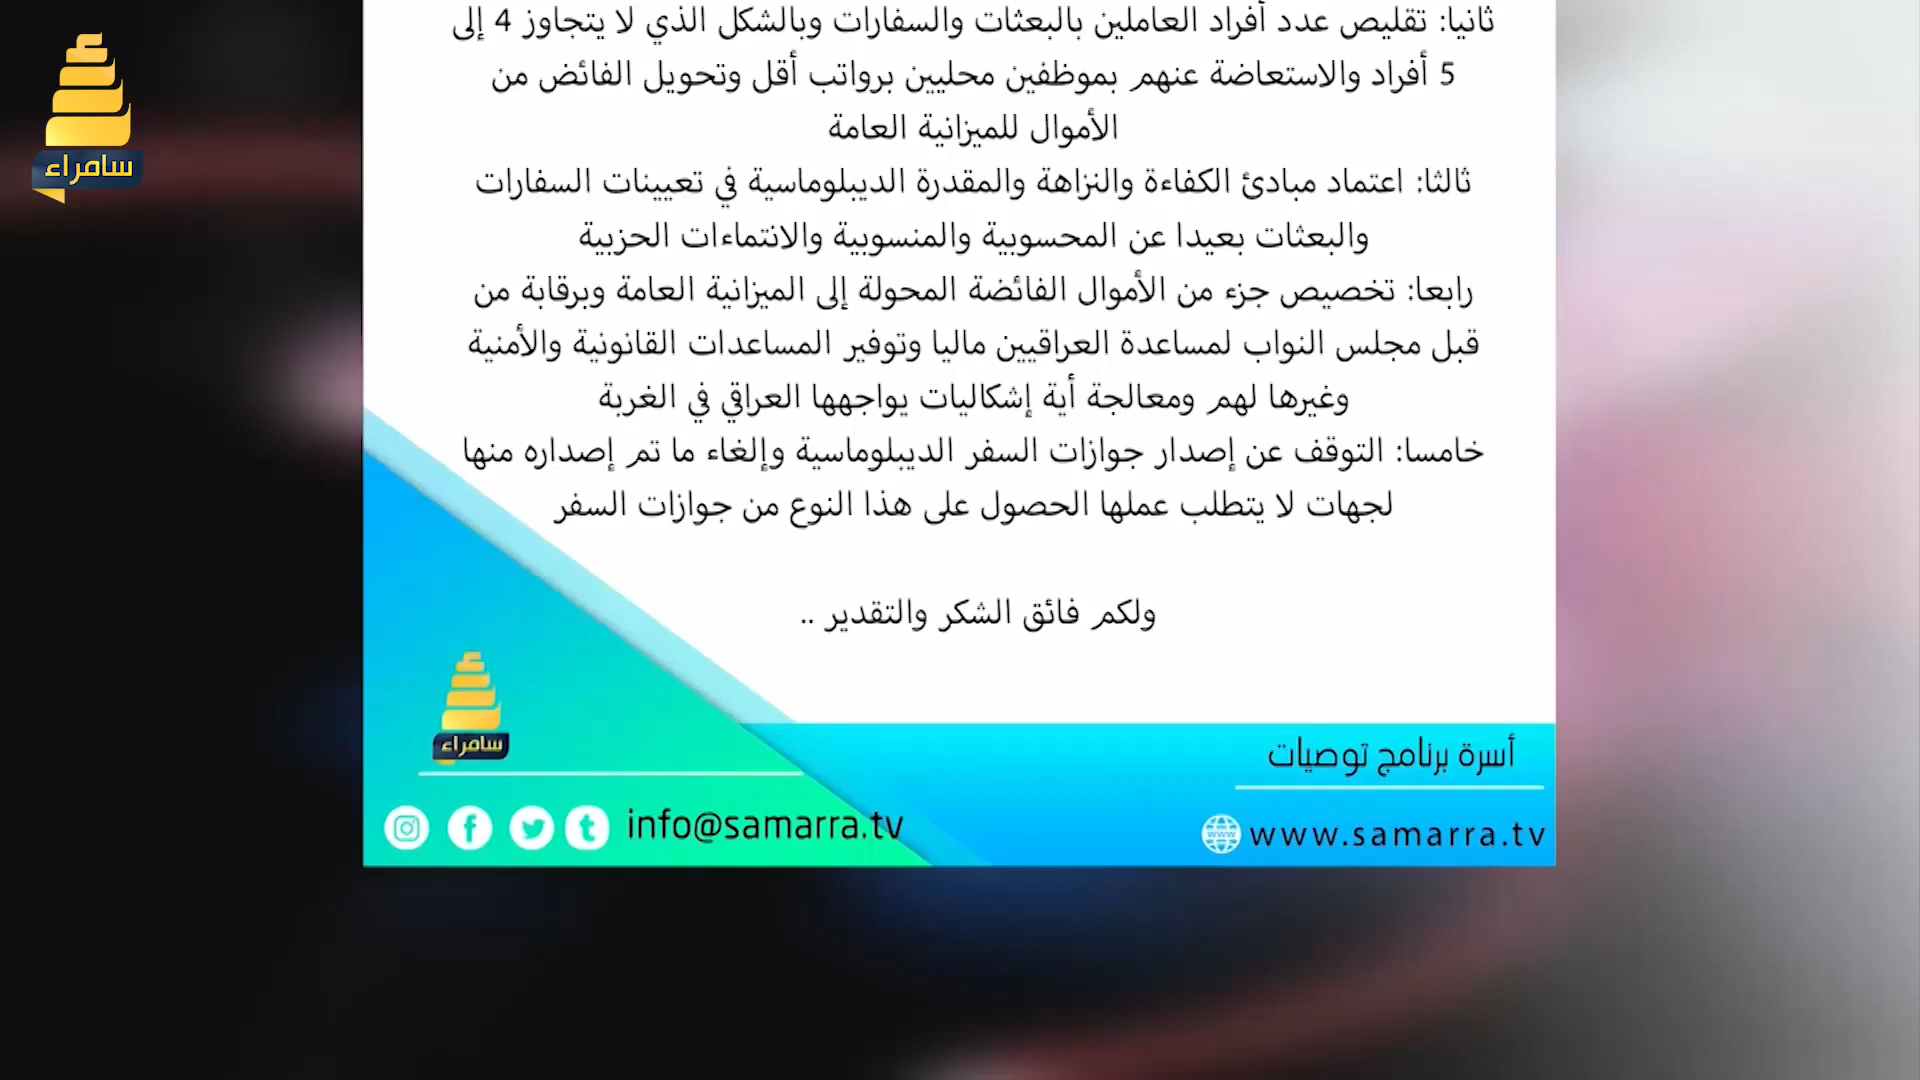 سامراء
ثانيا: تقليص عدد أفراد العاملين بالبعثات والسفارات وبالشكل الذي لا يتجاوز 4 إلى
5 أفراد والاستعاضة عنهم بموظفين محليين برواتب أقل وتحويل الفائض من
الأموال للميزانية العامة
ثالثا: اعتماد مبادئ الكفاءة والنزاهة والمقدرة الديبلوماسية في تعيينات السفارات
والبعثات بعيدا عن المحسوبية والمنسوبية والانتماءات الحزبية
رابعا: تخصيص جزء من الأموال الفائضة المحولة إلى الميزانية العامة وبرقابة من
قبل مجلس النواب لمساعدة العراقيين ماليا وتوفير المساعدات القانونية والأمنية
وغيرها لهم ومعالجة أية إشكاليات يواجهها العراقي في الغربة
خامسا: التوقف عن إصدار جوازات السفر الديبلوماسية وإلغاء ما تم إصداره منها
لجهات لا يتطلب عملها الحصول على هذا النوع من جوازات السفر
ولكم فائق الشكر والتقدير ..
أسرة برنامج توصيات
سامراء
info@samarra.tv
www.samarra.tv